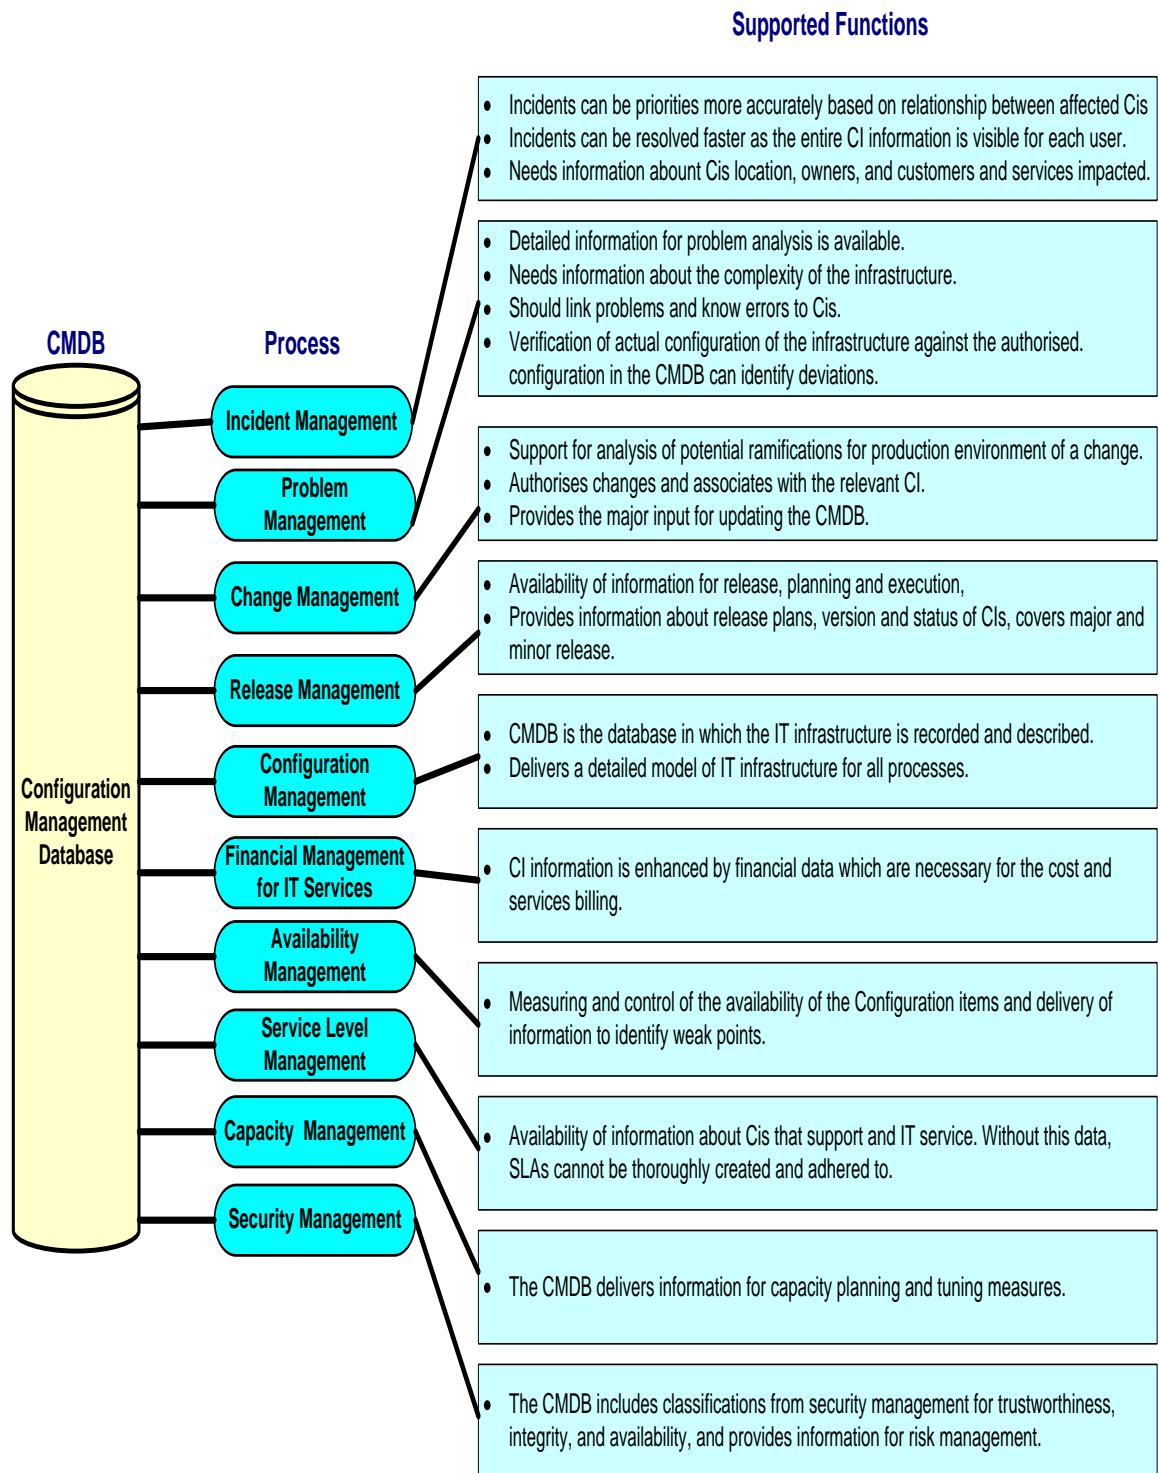 Supported Functions
• Incidents can be priorities more accurately based on relationship between affected Cis
• Incidents can be resolved faster as the entire CI information is visible for each user.
• Needs information abount Cis location, owners, and customers and services impacted.
• Detailed information for problem analysis is available.
• Needs information about the complexity of the infrastructure.
• Should link problems and know errors to Cis.
• Verification of actual configuration of the infrastructure against the authorised.
configuration in the CMDB can identify deviations.
CMDB
Process
Incident Management
Problem
Management
• Support for analysis of potential ramifications for production environment of a change.
• Authorises changes and associates with the relevant CI.
• Provides the major input for updating the CMDB.
Change Management
• Availability of information for release, planning and execution,
• Provides information about release plans, version and status of CIs, covers major and
minor release.
Release Management
• CMDB is the database in which the IT infrastructure is recorded and described.
• Delivers a detailed model of IT infrastructure for all processes.
Configuration
Management
Configuration
Management
Database
Financial Management
for IT Services
• CI information is enhanced by financial data which are necessary for the cost and
services billing.
Availability
Management
• Measuring and control of the availability of the Configuration items and delivery of
information to identify weak points.
Service Level
Management
• Availability of information about Cis that support and IT service. Without this data,
SLAs cannot be thoroughly created and adhered to.
Capacity Management
Security Management
• The CMDB delivers information for capacity planning and tuning measures.
• The CMDB includes classifications from security management for trustworthiness,
integrity, and availability, and provides information for risk management.